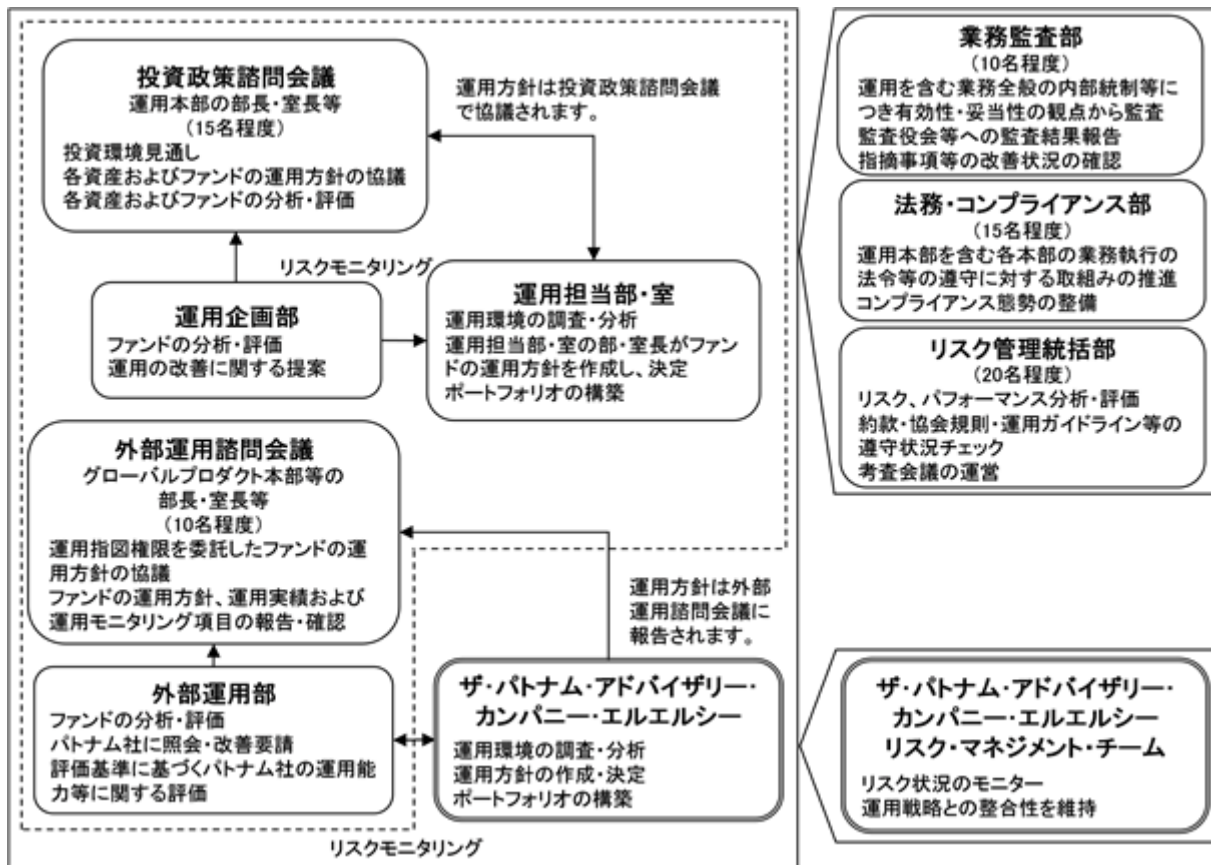 投資政策諮問会議
運用本部の部長・室長等
(15名程度)
投資環境見通し
各資産およびファンドの運用方針の協議
各資産およびファンドの分析・評価
運用方針は投資政策諮問会議
で協議されます。
リスクモニタリング
運用企画部
ファンドの分析・評価
運用の改善に関する提案
運用担当部・室
運用環境の調査・分析
運用担当部・室の部・室長がファン
ドの運用方針を作成し、決定
ポートフォリオの構築
外部運用諮問会議
グローバルプロダクト本部等の
部長・室長等
(10名程度)
運用指図権限を委託したファンドの運
用方針の協議
ファンドの運用方針、運用実績および
運用モニタリング項目の報告・確認
運用方針は外部
運用諮問会議に
報告されます。
外部運用部
ファンドの分析・評価
パトナム社に照会・改善要請
評価基準に基づくパトナム社の運用能
力等に関する評価
ザ・パトナム・アドバイザリー・
カンパニー・エルエルシー
運用環境の調査・分析
運用方針の作成・決定
ポートフォリオの構築
リスクモニタリング
業務監査部
(10名程度)
運用を含む業務全般の内部統制等に
つき有効性・妥当性の観点から監査
監査役会等への監査結果報告
指摘事項等の改善状況の確認
法務・コンプライアンス部
(15名程度)
運用本部を含む各本部の業務執行の
法令等の遵守に対する取組みの推進
コンプライアンス態勢の整備
リスク管理統括部
(20名程度)
リスク、パフォーマンス分析・評価
約款・協会規則・運用ガイドライン等の
遵守状況チェック
考査会議の運営
ザ・パトナム・アドバイザリー・
カンパニー・エルエルシー
リスク・マネジメント・チーム
リスク状況のモニター
運用戦略との整合性を維持